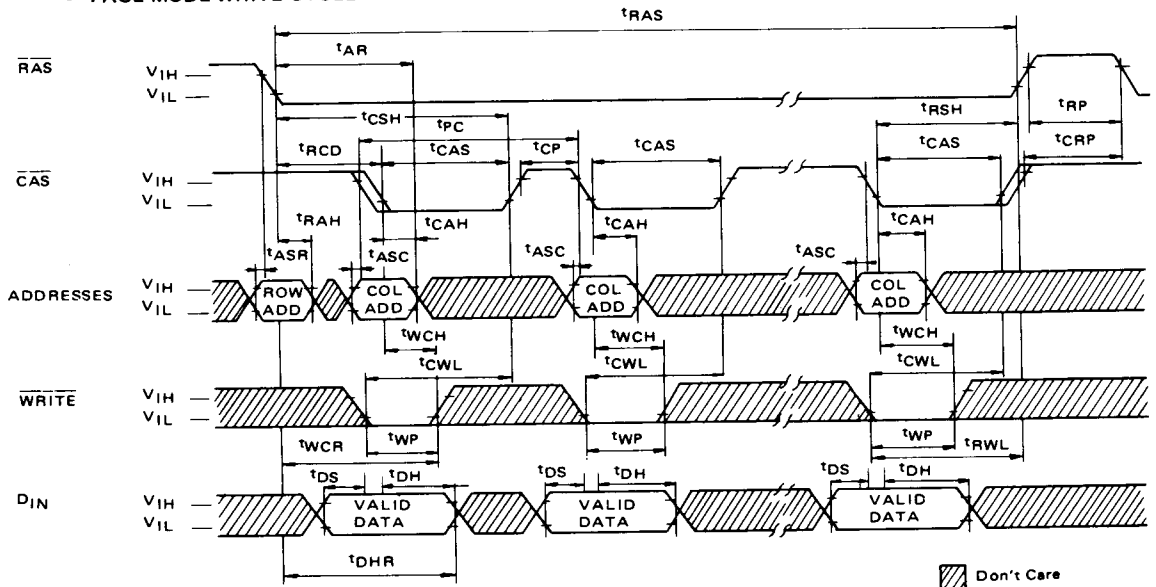 PAGE MODE WRITE CYCLE
tRAS
tAR
RAS
VIH
VIL
tCSH
tPC
tRSH
tRP
tRCD
tCAS
tCP
tCAS
tCAS
tCRP
CAS
VIH
VIL
tRAH
tCAH
tCAH
tCAH
tASR
tASC
tASC
tASC
ADDRESSES
VIH
VIL
ROW ADD
COL ADD
COL ADD
COL ADD
tWCH
tWCH
tWCH
tCWL
tCWL
tCWL
WRITE
VIH
VIL
tWCR
tWP
tWP
tWP
tRWL
tDS
tDH
tDS
tDH
tDS
tDH
DIN
VIH
VIL
VALID DATA
VALID DATA
VALID DATA
tDHR
Don't Care